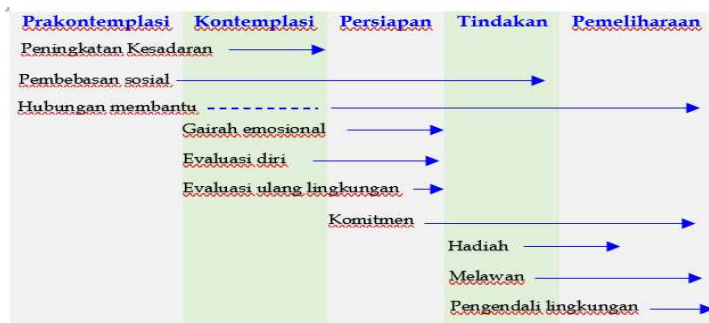 Prakontemplasi Kontemplasi Persiapan Tindakan Pemeliharaan
Peningkatan Kesadaran
Pembebasan sosial
Hubungan membantu
Gairah emosional
Evaluasi diri
Evaluasi ulang lingkungan
Komitmen
Hadiah
Melawan
Pengendali lingkungan